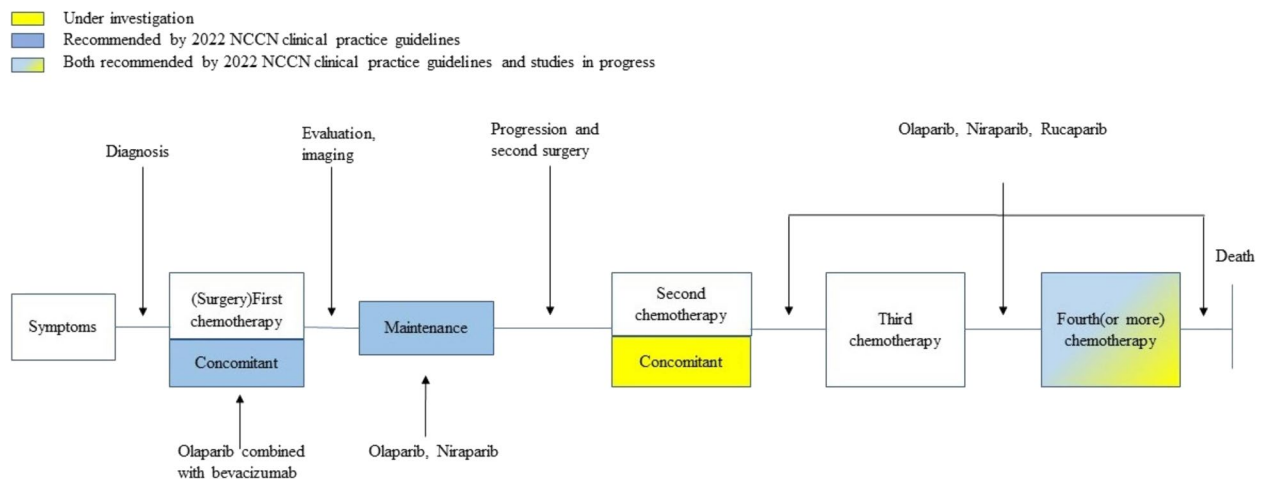 Under investigation
Recommended by 2022 NCCN clinical practice guidelines
Both recommended by 2022 NCCN clinical practice guidelines and studies in progress
Diagnosis
Evaluation,
imaging
Progression and
second surgery
Olaparib, Niraparib, Rucaparib
Death
Symptoms
(Surgery)First
chemotherapy
Concomitant
Maintenance
Second
chemotherapy
Concomitant
Third
chemotherapy
Fourth(or more)
chemotherapy
Olaparib combined
with bevacizumab
Olaparib, Niraparib